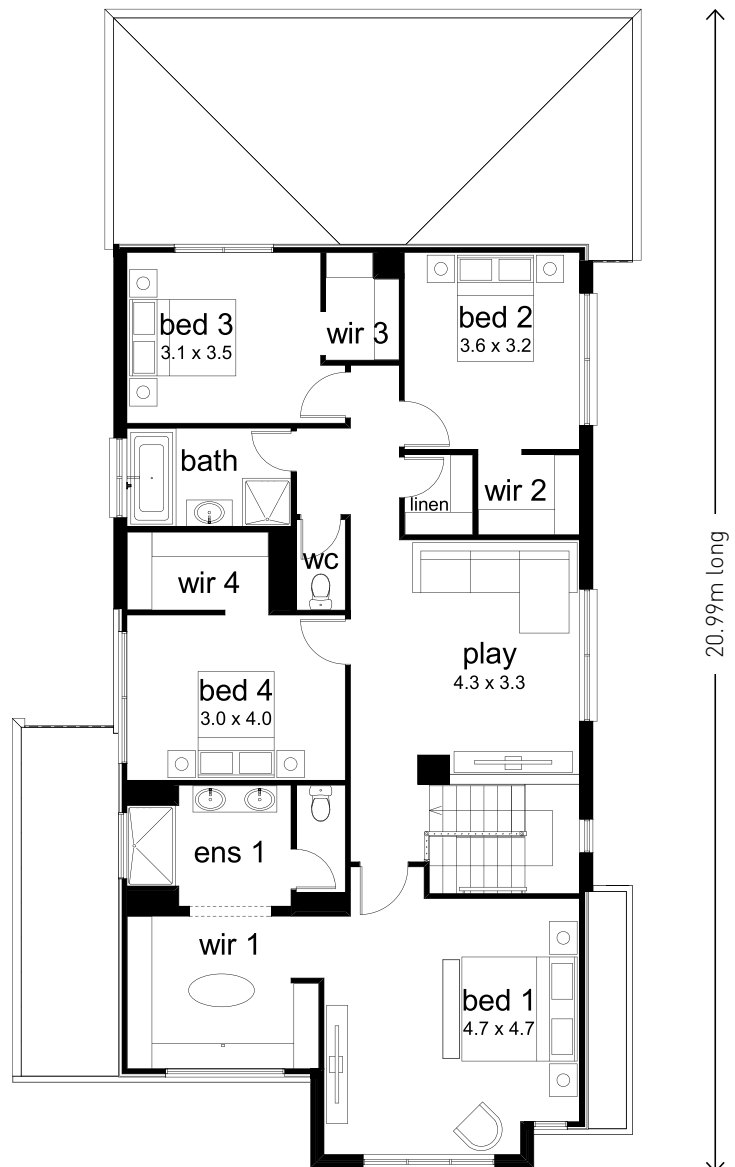 bed 3
3.1 x 3.5
wir 3
bed 2
3.6 x 3.2
bath
linen
wir 2
wc
wir 4
play
4.3 x 3.3
20.99m long
bed 4
3.0 x 4.0
ens 1
wir 1
bed 1
4.7 x 4.7